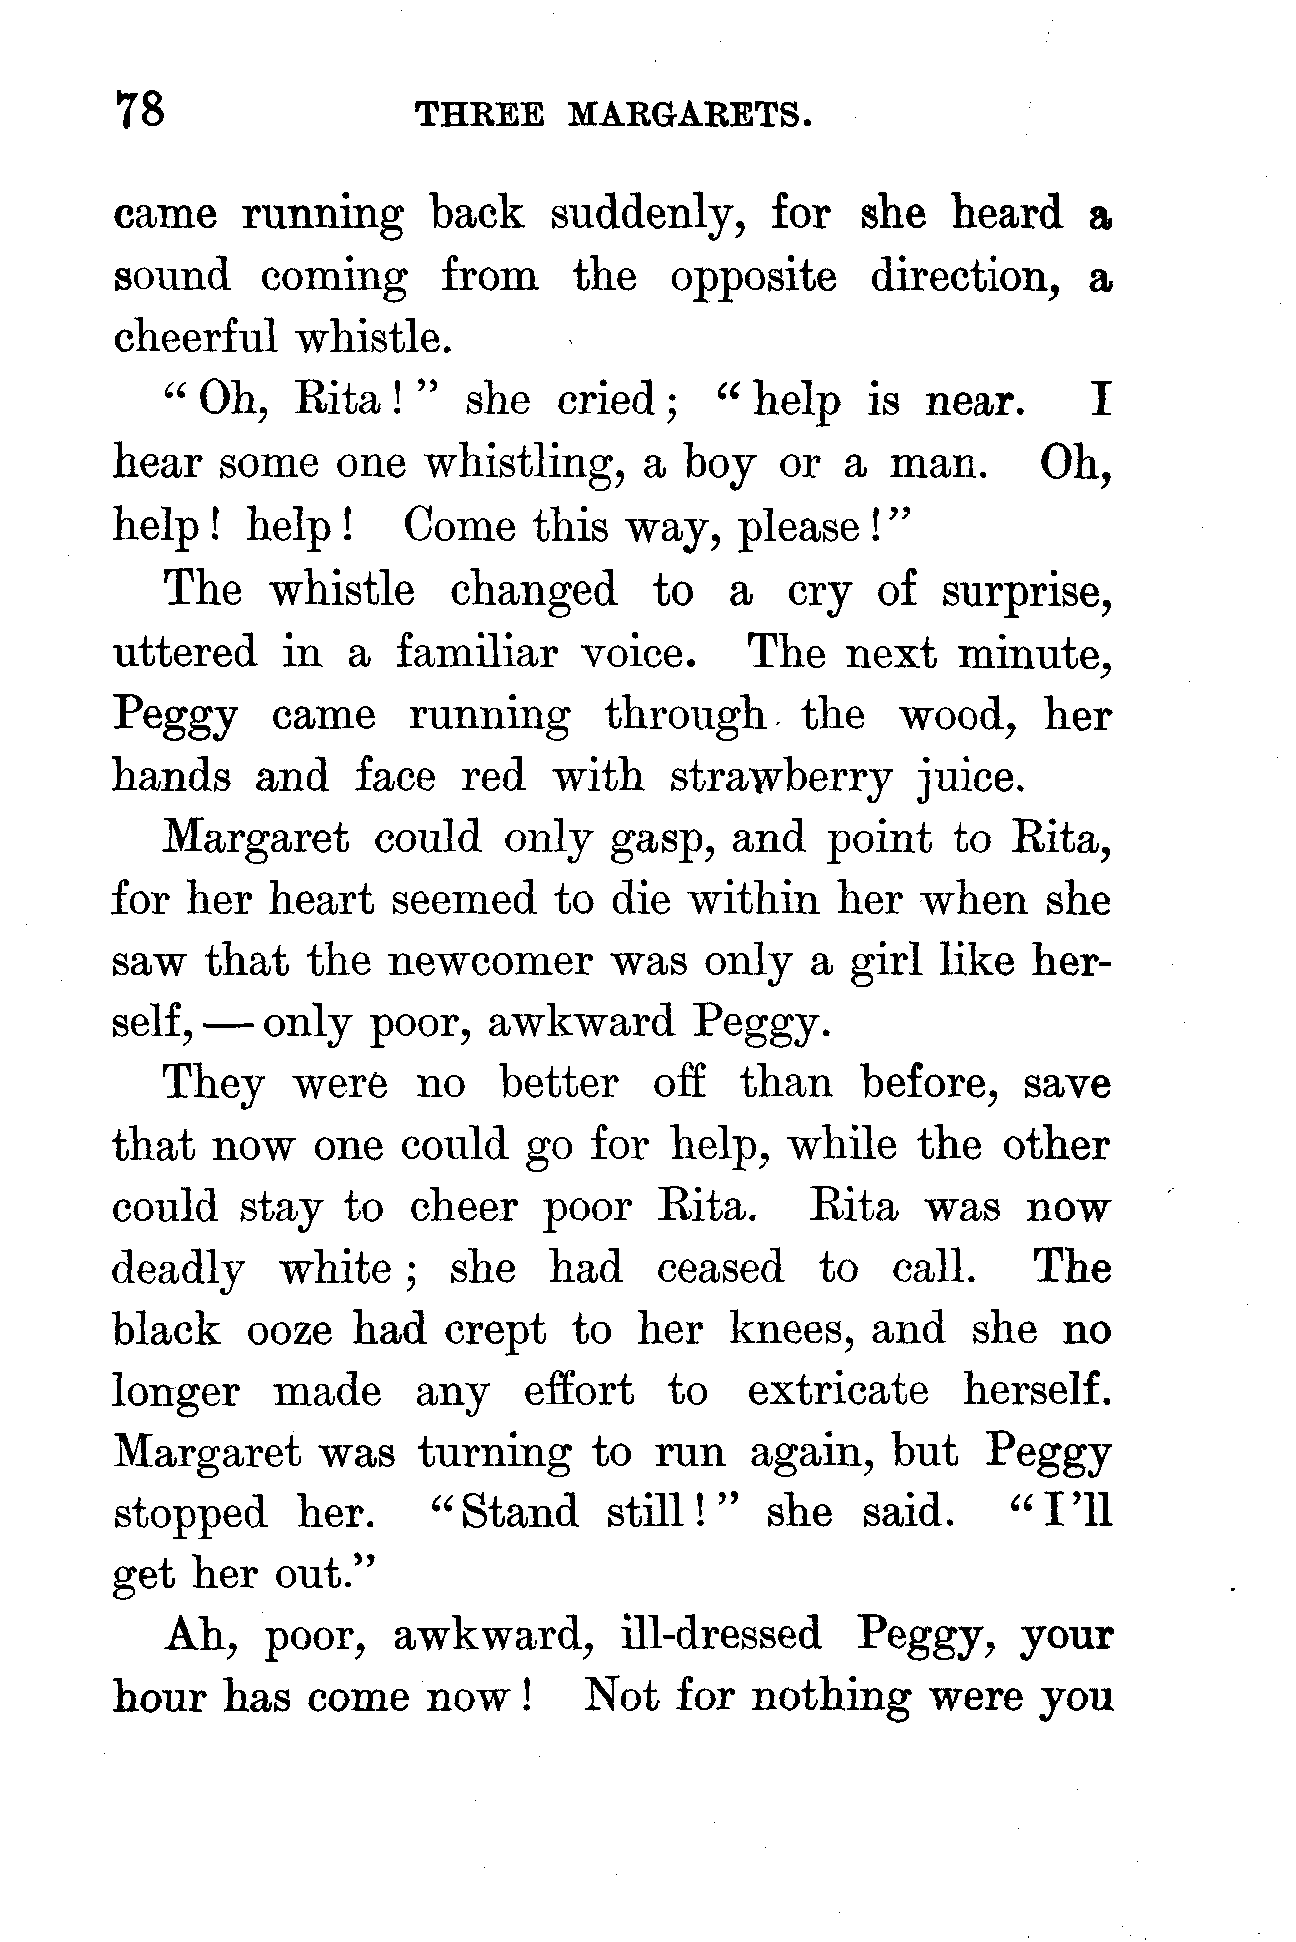 78 THREE MARGARETS.
came running back suddenly, for she heard a
sound coming from the opposite direction, a
cheerful whistle.
“Oh, Rita!” she cried; “help is near. I
hear some one whistling, a boy or a man. Oh,
help! help! Come this way, please!”
The whistle changed to a cry of surprise,
uttered in a familiar voice. The next minute,
Peggy came running through the wood, her
hands and face red with strawberry juice.
Margaret could only gasp, and point to Rita,
for her heart seemed to die within her when she
saw that the newcomer was only a girl like her-
self, — only poor, awkward Peggy.
They were no better off than before, save
that now one could go for help, while the other
could stay to cheer poor Rita. Rita was now
deadly white; she had ceased to call. The
black ooze had crept to her knees, and she no
longer made any effort to extricate herself.
Margaret was turning to run again, but Peggy
stopped her. “Stand still!” she said. “I’ll
get her out.”
Ah, poor, awkward, ill-dressed Peggy, your
hour has come now! Not for nothing were you